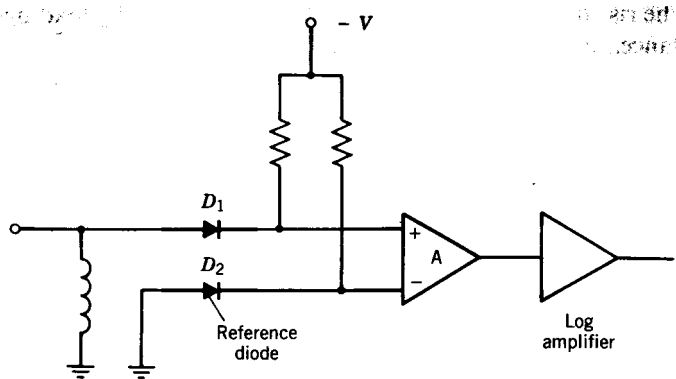 − V
D₁
+
A
D₂
−
Reference
diode
Log
amplifier